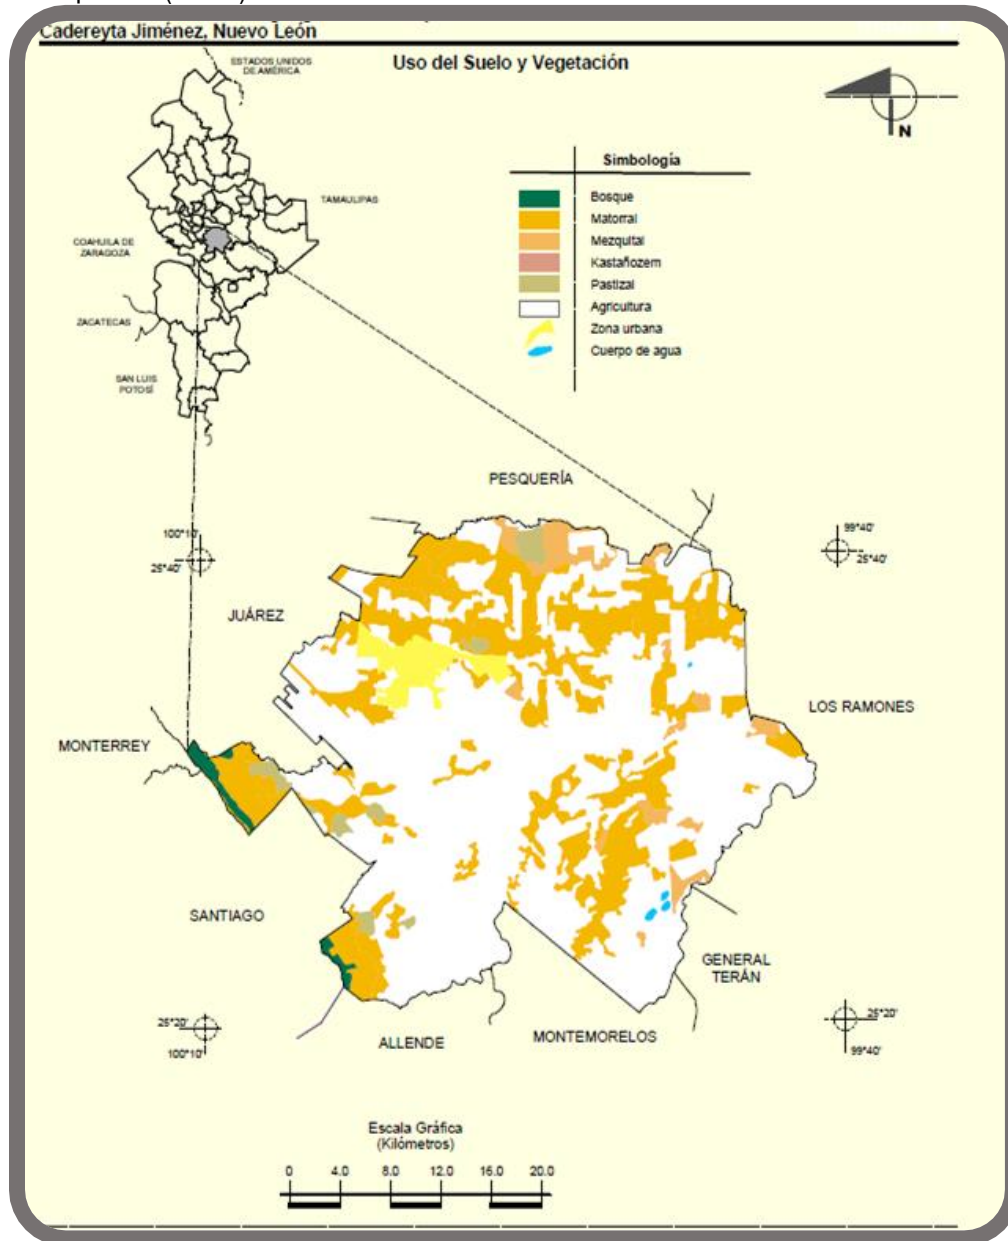 Cadereyta Jiménez, Nuevo León
Uso del Suelo y Vegetación
ESTADOS UNIDOS
DE AMÉRICA
TAMAULIPAS
COAHUILA DE
ZARAGOZA
ZACATECAS
SAN LUIS
POTOSÍ
N
Simbología
Bosque
Matorral
Mezquital
Kastañozem
Pastizal
Agricultura
Zona urbana
Cuerpo de agua
PESQUERÍA
100°10'
25°40'
99°40'
25°40'
JUÁREZ
LOS RAMONES
MONTERREY
SANTIAGO
GENERAL
TERÁN
ALLENDE
MONTEMORELOS
25°20'
100°10'
25°20'
99°40'
Escala Gráfica
(Kilómetros)
0 4.0 8.0 12.0 16.0 20.0